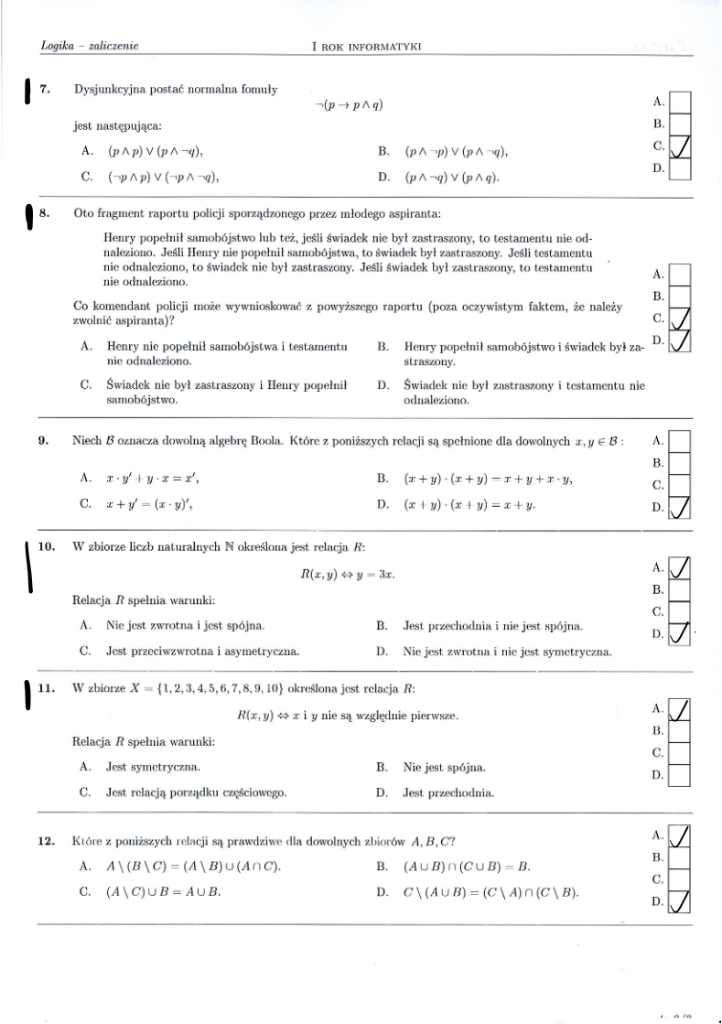 Logika – zaliczenie I ROK INFORMATYKI
7. Dysjunkcyjna postać normalna fomuły
¬(p → p ∧ q)
jest następująca:
A. (p ∧ p) ∨ (p ∧ ¬q), B. (p ∧ ¬p) ∨ (p ∧ ¬q),
C. (¬p ∧ p) ∨ (¬p ∧ ¬q), D. (p ∧ ¬q) ∨ (p ∧ q).
A.
B.
C.
D.
8. Oto fragment raportu policji sporządzonego przez młodego aspiranta:
Henry popełnił samobójstwo lub też, jeśli świadek nie był zastraszony, to testamentu nie od-
naleziono. Jeśli Henry nie popełnił samobójstwa, to świadek był zastraszony. Jeśli testamentu
nie odnaleziono, to świadek nie był zastraszony. Jeśli świadek był zastraszony, to testamentu
nie odnaleziono.
Co komendant policji może wywnioskować z powyższego raportu (poza oczywistym faktem, że należy
zwolnić aspiranta)?
A. Henry nie popełnił samobójstwa i testamentu
nie odnaleziono.
B. Henry popełnił samobójstwo i świadek był za-
straszony.
C. Świadek nie był zastraszony i Henry popełnił
samobójstwo.
D. Świadek nie był zastraszony i testamentu nie
odnaleziono.
A.
B.
C.
D.
9. Niech B oznacza dowolną algebrę Boola. Które z poniższych relacji są spełnione dla dowolnych x, y ∈ B :
A. x · y′ + y · x = x′, B. (x + y) · (x + y) = x + y + x · y,
C. x + y′ = (x · y)′, D. (x + y) · (x + y) = x + y.
A.
B.
C.
D.
10. W zbiorze liczb naturalnych ℕ określona jest relacja R:
R(x, y) ⇔ y = 3x.
Relacja R spełnia warunki:
A. Nie jest zwrotna i jest spójna. B. Jest przechodnia i nie jest spójna.
C. Jest przeciwzwrotna i asymetryczna. D. Nie jest zwrotna i nie jest symetryczna.
A.
B.
C.
D.
11. W zbiorze X = {1, 2, 3, 4, 5, 6, 7, 8, 9, 10} określona jest relacja R:
R(x, y) ⇔ x i y nie są względnie pierwsze.
Relacja R spełnia warunki:
A. Jest symetryczna. B. Nie jest spójna.
C. Jest relacją porządku częściowego. D. Jest przechodnia.
A.
B.
C.
D.
12. Które z poniższych relacji są prawdziwe dla dowolnych zbiorów A, B, C?
A. A \ (B \ C) = (A \ B) ∪ (A ∩ C). B. (A ∪ B) ∩ (C ∪ B) = B.
C. (A \ C) ∪ B = A ∪ B. D. C \ (A ∪ B) = (C \ A) ∩ (C \ B).
A.
B.
C.
D.